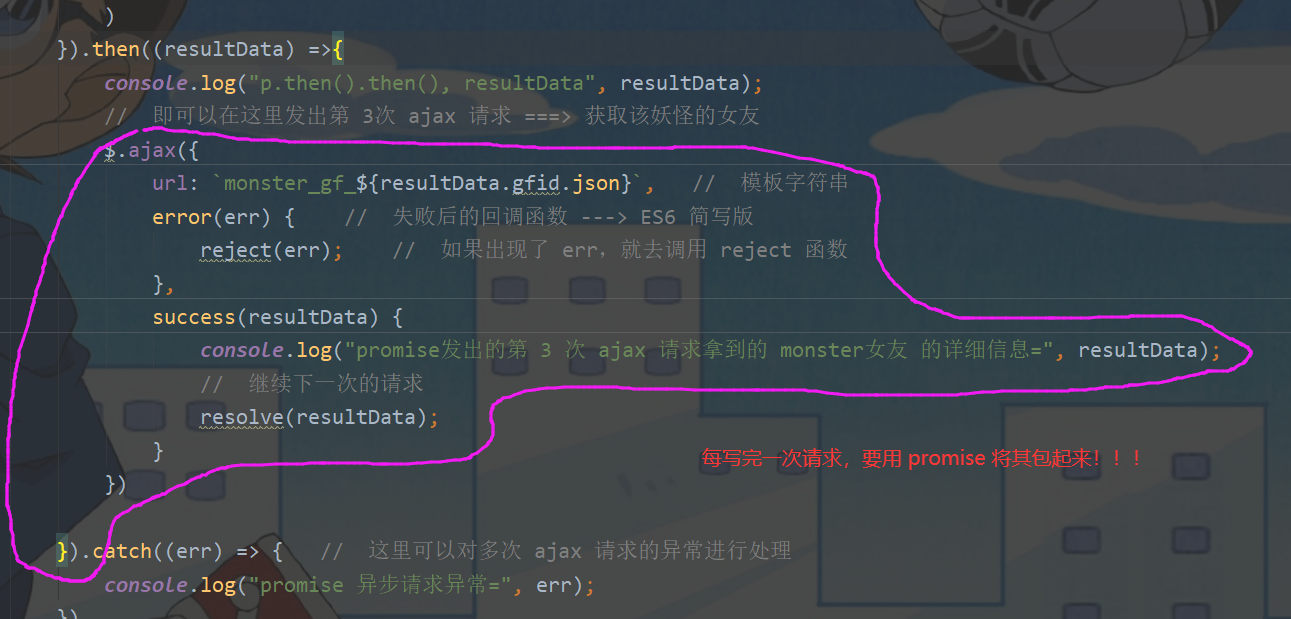 )
}).then((resultData) =>{
console.log("p.then().then(), resultData", resultData);
// 即可以在这里发出第 3次 ajax 请求 ===> 获取该妖怪的女友
$.ajax({
url: `monster_gf_${resultData.gfid.json}`, // 模板字符串
error(err) { // 失败后的回调函数 ---> ES6 简写版
reject(err); // 如果出现了 err，就去调用 reject 函数
},
success(resultData) {
console.log("promise发出的第 3 次 ajax 请求拿到的 monster女友 的详细信息=", resultData);
// 继续下一次的请求
resolve(resultData);
}
每写完一次请求，要用 promise 将其包起来！！！
})
}).catch((err) => { // 这里可以对多次 ajax 请求的异常进行处理
console.log("promise 异步请求异常=", err);
})